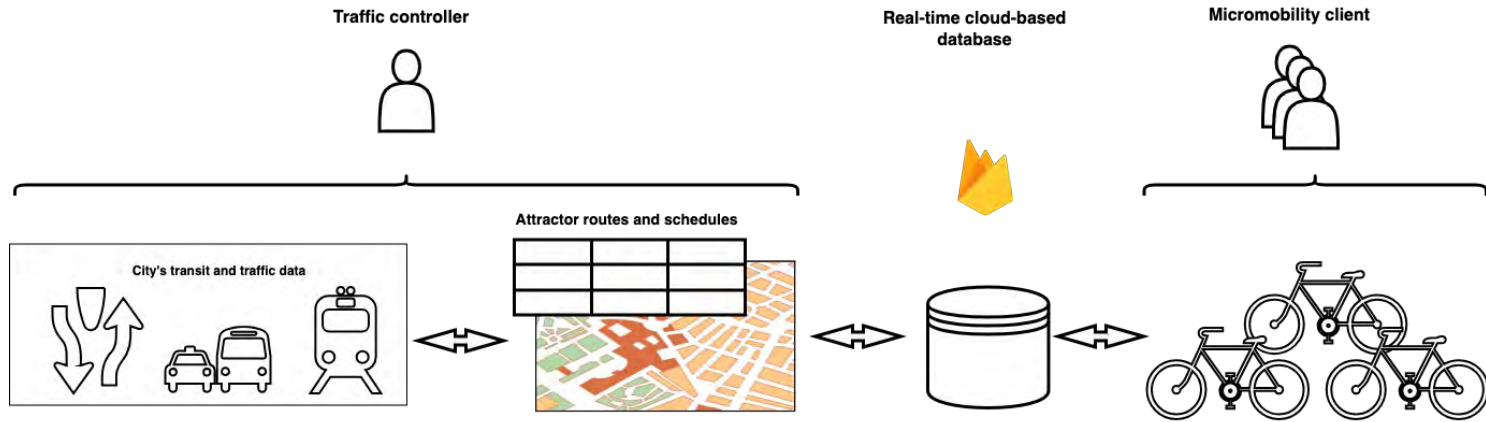 Traffic controller
Real-time cloud-based
database
Micromobility client
Attractor routes and schedules
City's transit and traffic data